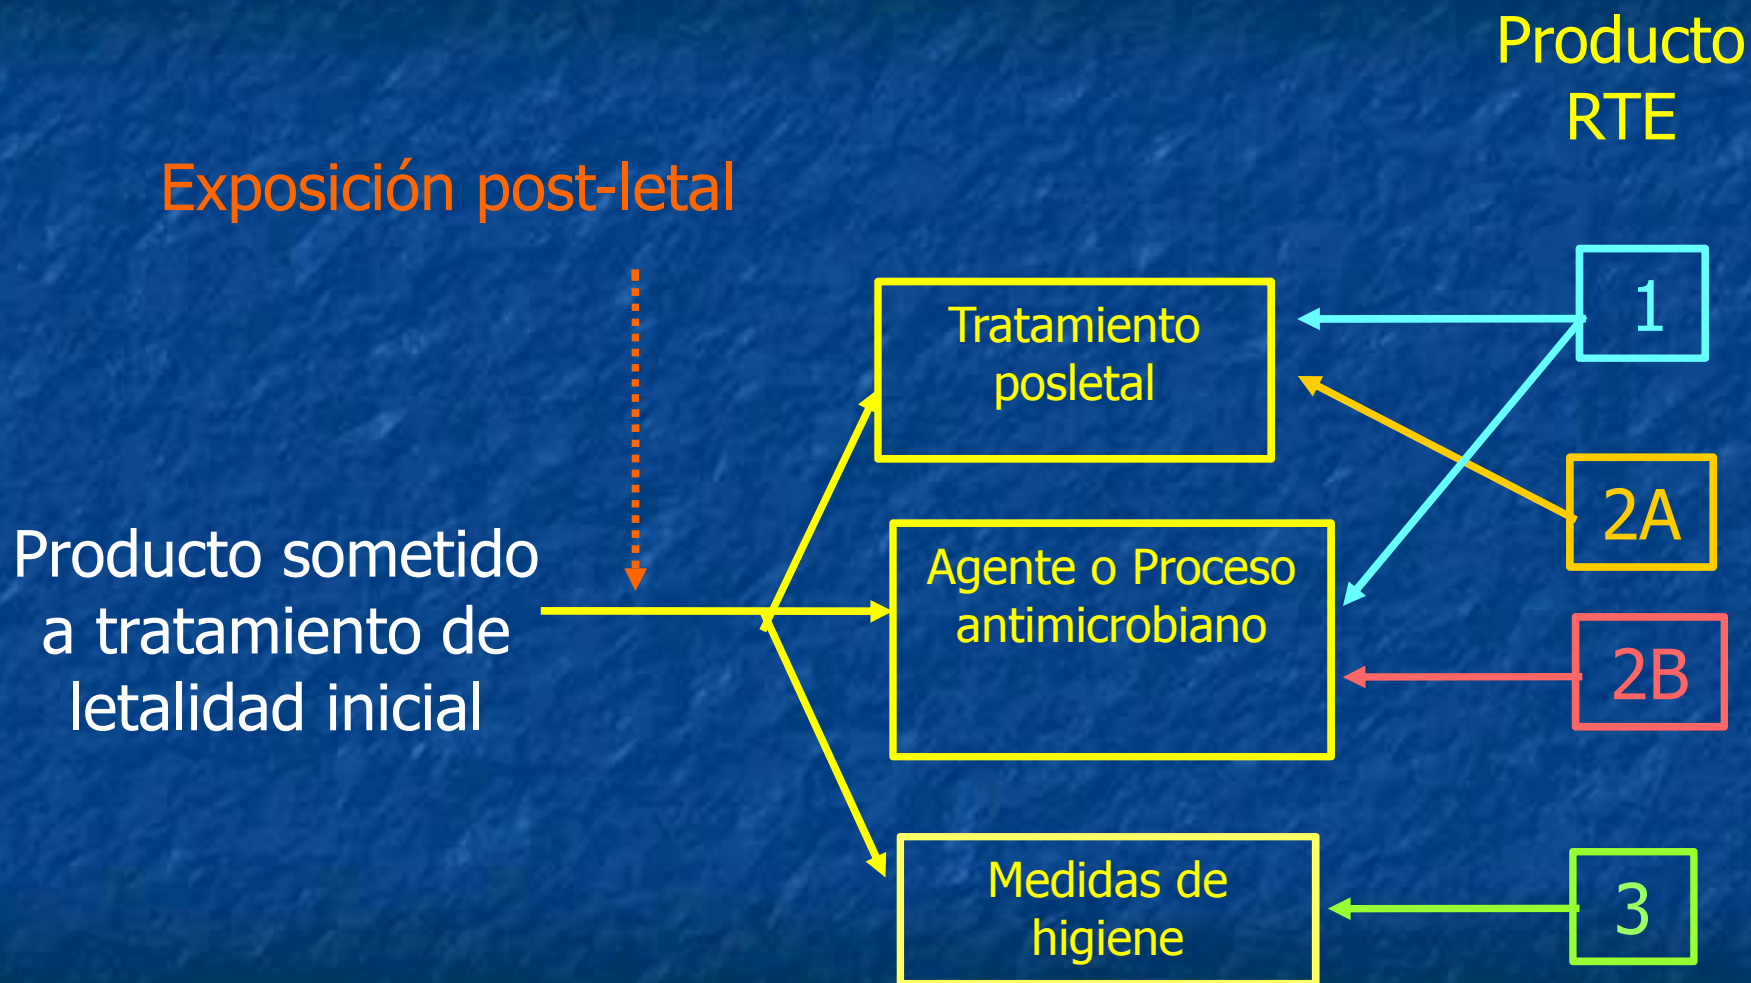 Producto
RTE
Exposición post-letal
Tratamiento
posletal
1
2A
Producto sometido
a tratamiento de
letalidad inicial
Agente o Proceso
antimicrobiano
2B
Medidas de
higiene
3